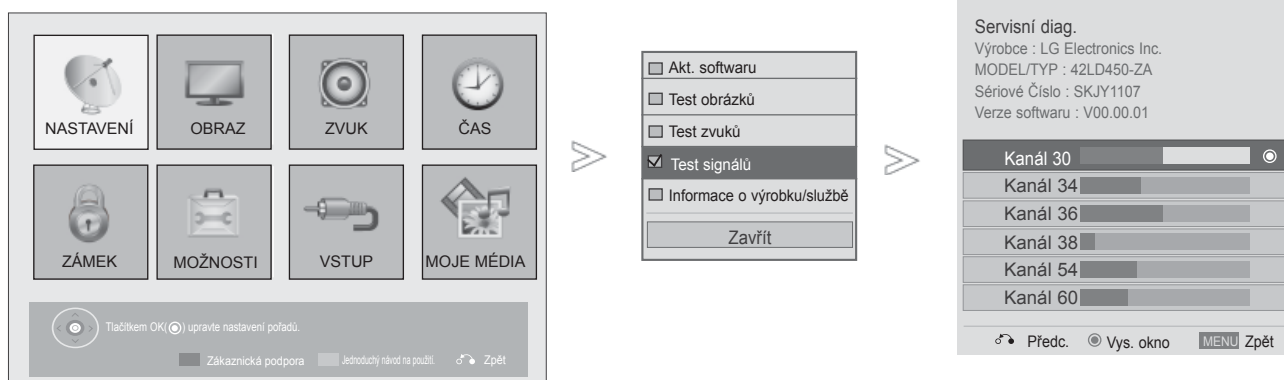 NASTAVENÍ
OBRAZ
ZVUK
ČAS
ZÁMEK
MOŽNOSTI
VSTUP
MOJE MÉDIA
Tlačítkem OK(◉) upravte nastavení pořadů.
Zákaznická podpora
Jednoduchý návod na použití.
Zpět
Akt. softwaru
Test obrázků
Test zvuků
Test signálů
Informace o výrobku/službě
Zavřít
Servisní diag.
Výrobce : LG Electronics Inc.
MODEL/TYP : 42LD450-ZA
Sériové Číslo : SKJY1107
Verze softwaru : V00.00.01
Kanál 30
Kanál 34
Kanál 36
Kanál 38
Kanál 54
Kanál 60
Předc.
Vys. okno
MENU Zpět